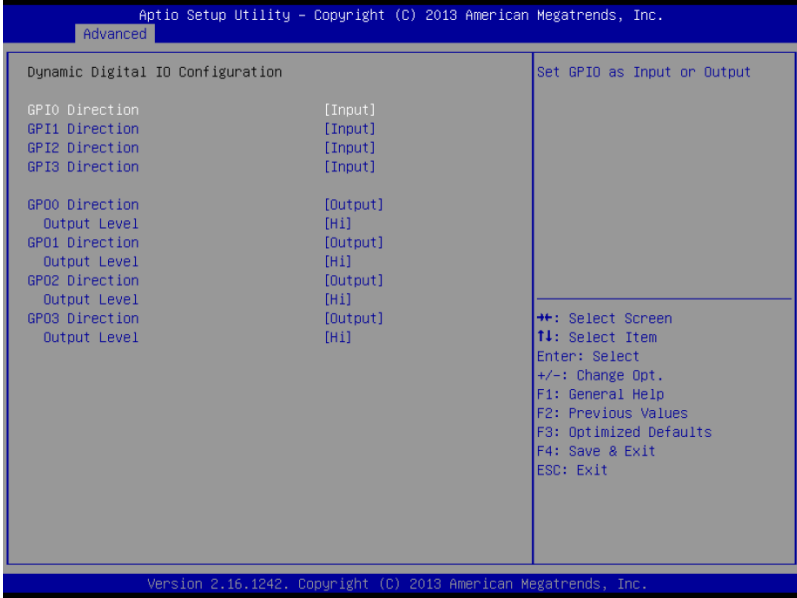 Aptio Setup Utility – Copyright (C) 2013 American Megatrends, Inc.
Advanced
Dynamic Digital IO Configuration
GPI0 Direction [Input]
GPI1 Direction [Input]
GPI2 Direction [Input]
GPI3 Direction [Input]
GPO0 Direction [Output]
Output Level [Hi]
GPO1 Direction [Output]
Output Level [Hi]
GPO2 Direction [Output]
Output Level [Hi]
GPO3 Direction [Output]
Output Level [Hi]
Set GPIO as Input or Output
→←: Select Screen
↑↓: Select Item
Enter: Select
+/-: Change Opt.
F1: General Help
F2: Previous Values
F3: Optimized Defaults
F4: Save & Exit
ESC: Exit
Version 2.16.1242. Copyright (C) 2013 American Megatrends, Inc.